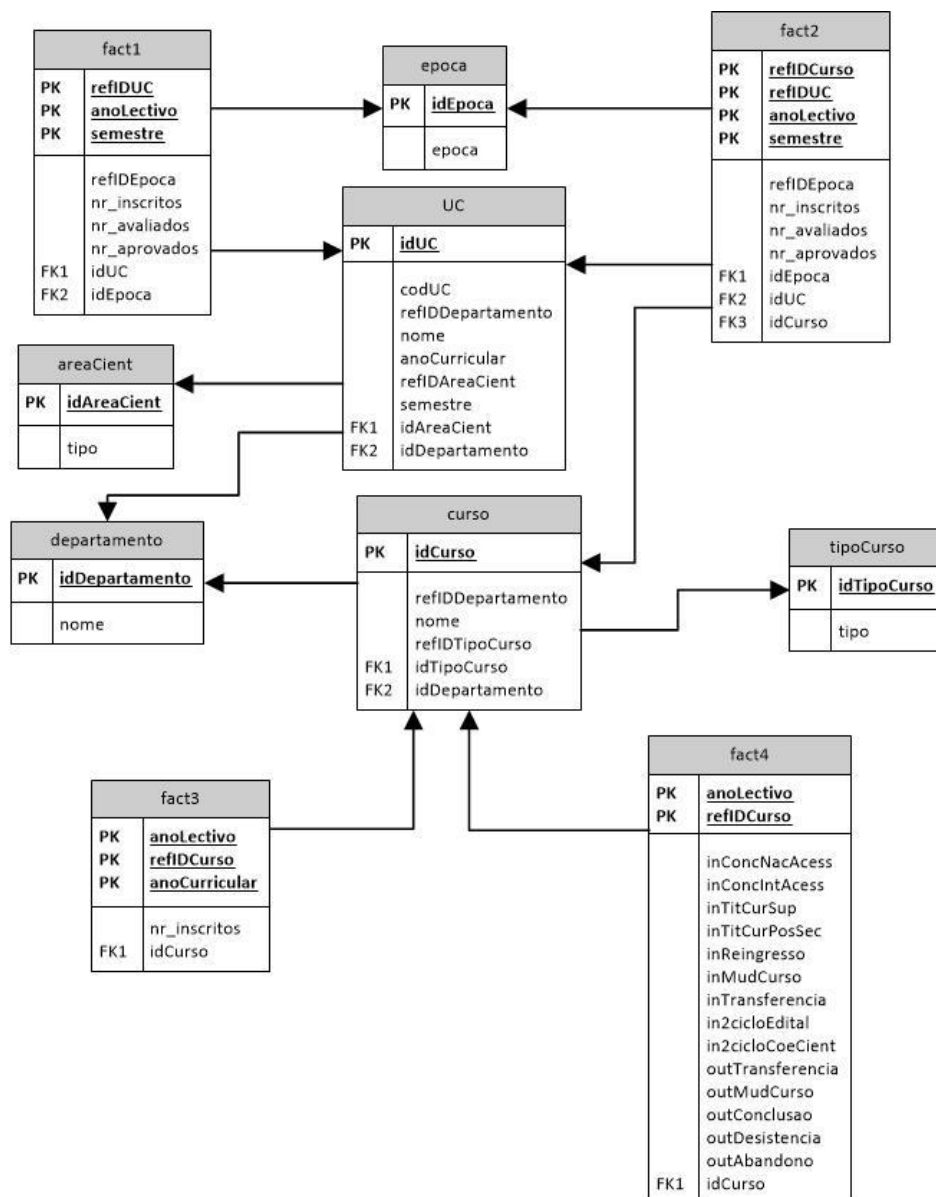 fact1
PK refIDUC
PK anoLectivo
PK semestre
refIDEpoca
nr_inscritos
nr_avaliados
nr_aprovados
FK1 idUC
FK2 idEpoca
epoca
PK idEpoca
epoca
fact2
PK refIDCurso
PK refIDUC
PK anoLectivo
PK semestre
refIDEpoca
nr_inscritos
nr_avaliados
nr_aprovados
FK1 idEpoca
FK2 idUC
FK3 idCurso
UC
PK idUC
codUC
refIDDepartamento
nome
anoCurricular
refIDAreaCient
semestre
FK1 idAreaCient
FK2 idDepartamento
areaCient
PK idAreaCient
tipo
departamento
PK idDepartamento
nome
curso
PK idCurso
refIDDepartamento
nome
refIDTipoCurso
FK1 idTipoCurso
FK2 idDepartamento
tipoCurso
PK idTipoCurso
tipo
fact3
PK anoLectivo
PK refIDCurso
PK anoCurricular
nr_inscritos
FK1 idCurso
fact4
PK anoLectivo
PK refIDCurso
inConcNacAcess
inConcIntAcess
inTitCurSup
inTitCurPosSec
inReingresso
inMudCurso
inTransferencia
in2cicloEdital
in2cicloCoeCient
outTransferencia
outMudCurso
outConclusao
outDesistencia
outAbandono
FK1 idCurso